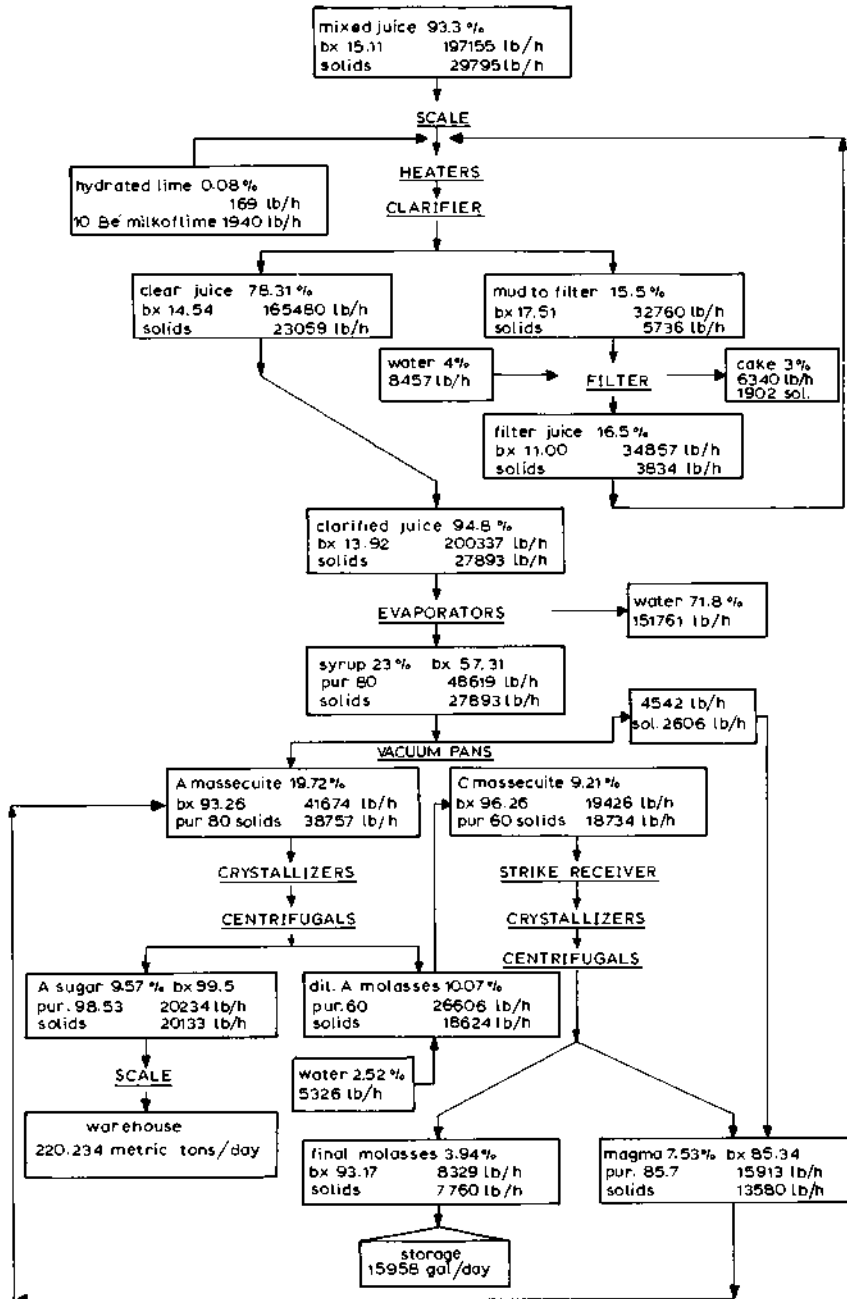 mixed juice 93.3 %
bx 15.11 197155 lb/h
solids 29795 lb/h
SCALE
HEATERS
hydrated lime 0.08 %
169 lb/h
10 Be' milk of lime 1940 lb/h
CLARIFIER
clear juice 78.31 %
bx 14.54 165480 lb/h
solids 23059 lb/h
mud to filter 15.5 %
bx 17.51 32760 lb/h
solids 5736 lb/h
water 4%
8457 lb/h
FILTER
cake 3 %
6340 lb/h
1902 sol.
filter juice 16.5 %
bx 11.00 34857 lb/h
solids 3834 lb/h
clarified juice 94.8 %
bx 13.92 200337 lb/h
solids 27893 lb/h
EVAPORATORS
water 71.8 %
151761 lb/h
syrup 23 % bx 57.31
pur 80 48619 lb/h
solids 27893 lb/h
4542 lb/h
sol. 2606 lb/h
VACUUM PANS
A massecuite 19.72 %
bx 93.26 41674 lb/h
pur 80 solids 38757 lb/h
C massecuite 9.21 %
bx 96.26 19426 lb/h
pur 60 solids 18734 lb/h
CRYSTALLIZERS
STRIKE RECEIVER
CENTRIFUGALS
CRYSTALLIZERS
CENTRIFUGALS
A sugar 9.57 % bx 99.5
pur. 98.53 20234 lb/h
solids 20133 lb/h
dil. A molasses 10.07 %
pur. 60 26606 lb/h
solids 18624 lb/h
SCALE
water 2.52 %
5326 lb/h
warehouse
220.234 metric tons/day
final molasses 3.94 %
bx 93.17 8329 lb/h
solids 7760 lb/h
magma 7.53 % bx 85.34
pur. 85.7 15913 lb/h
solids 13580 lb/h
storage
15958 gal/day